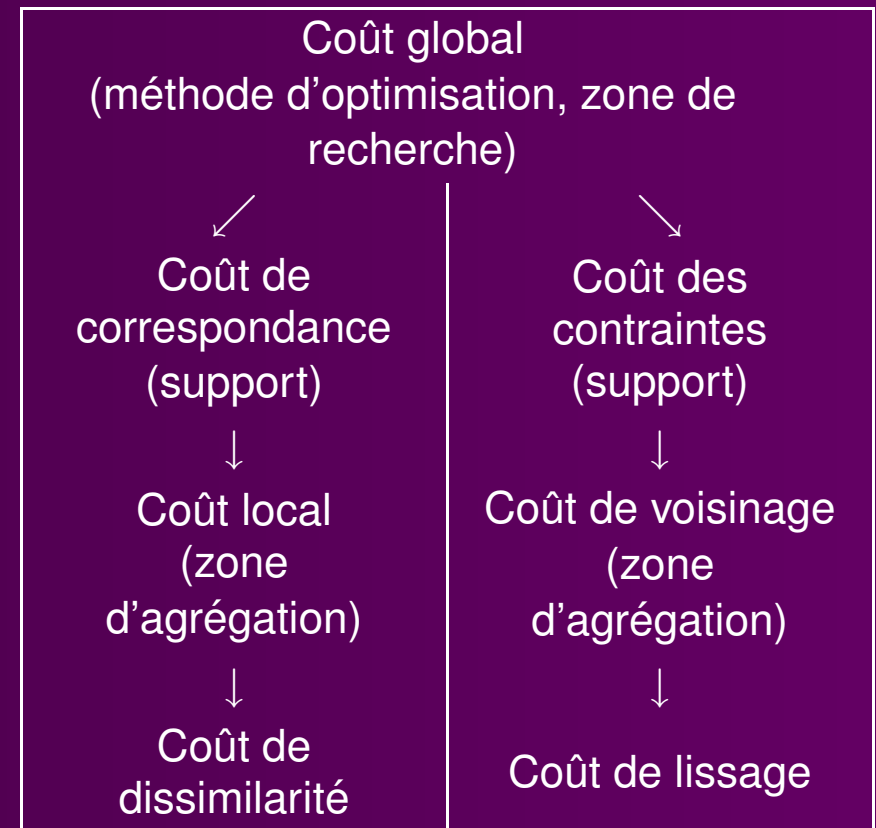 Coût global
(méthode d'optimisation, zone de
recherche)
↙ ↘
Coût de
correspondance
(support)
↓
Coût local
(zone
d'agrégation)
↓
Coût de
dissimilarité
Coût des
contraintes
(support)
↓
Coût de voisinage
(zone
d'agrégation)
↓
Coût de lissage